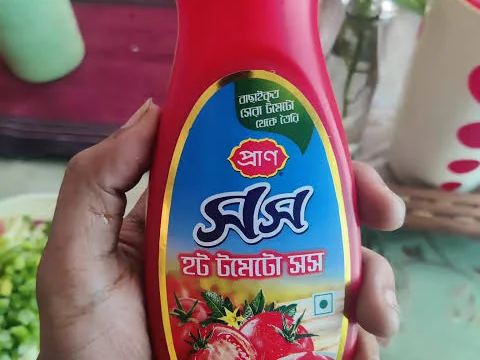 বাছাইকৃত
সেরা টমেটো
থেকে তৈরি
প্রাণ
সস
হট টমেটো সস